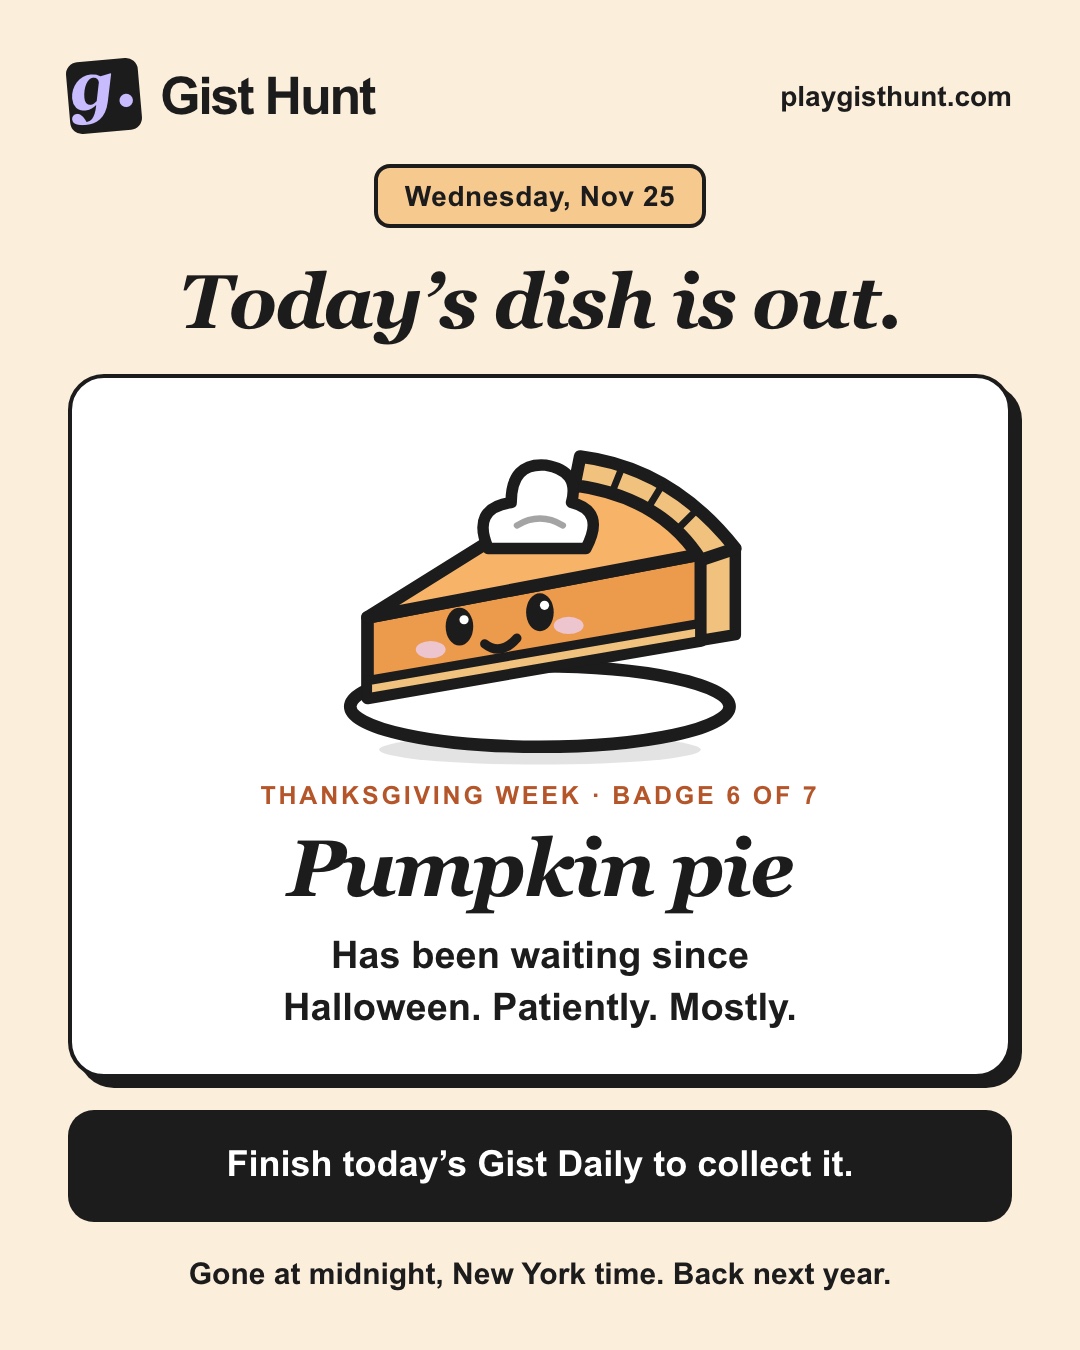 g.
Gist Hunt
playgisthunt.com
Wednesday, Nov 25
Today’s dish is out.
THANKSGIVING WEEK · BADGE 6 OF 7
Pumpkin pie
Has been waiting since
Halloween. Patiently. Mostly.
Finish today’s Gist Daily to collect it.
Gone at midnight, New York time. Back next year.